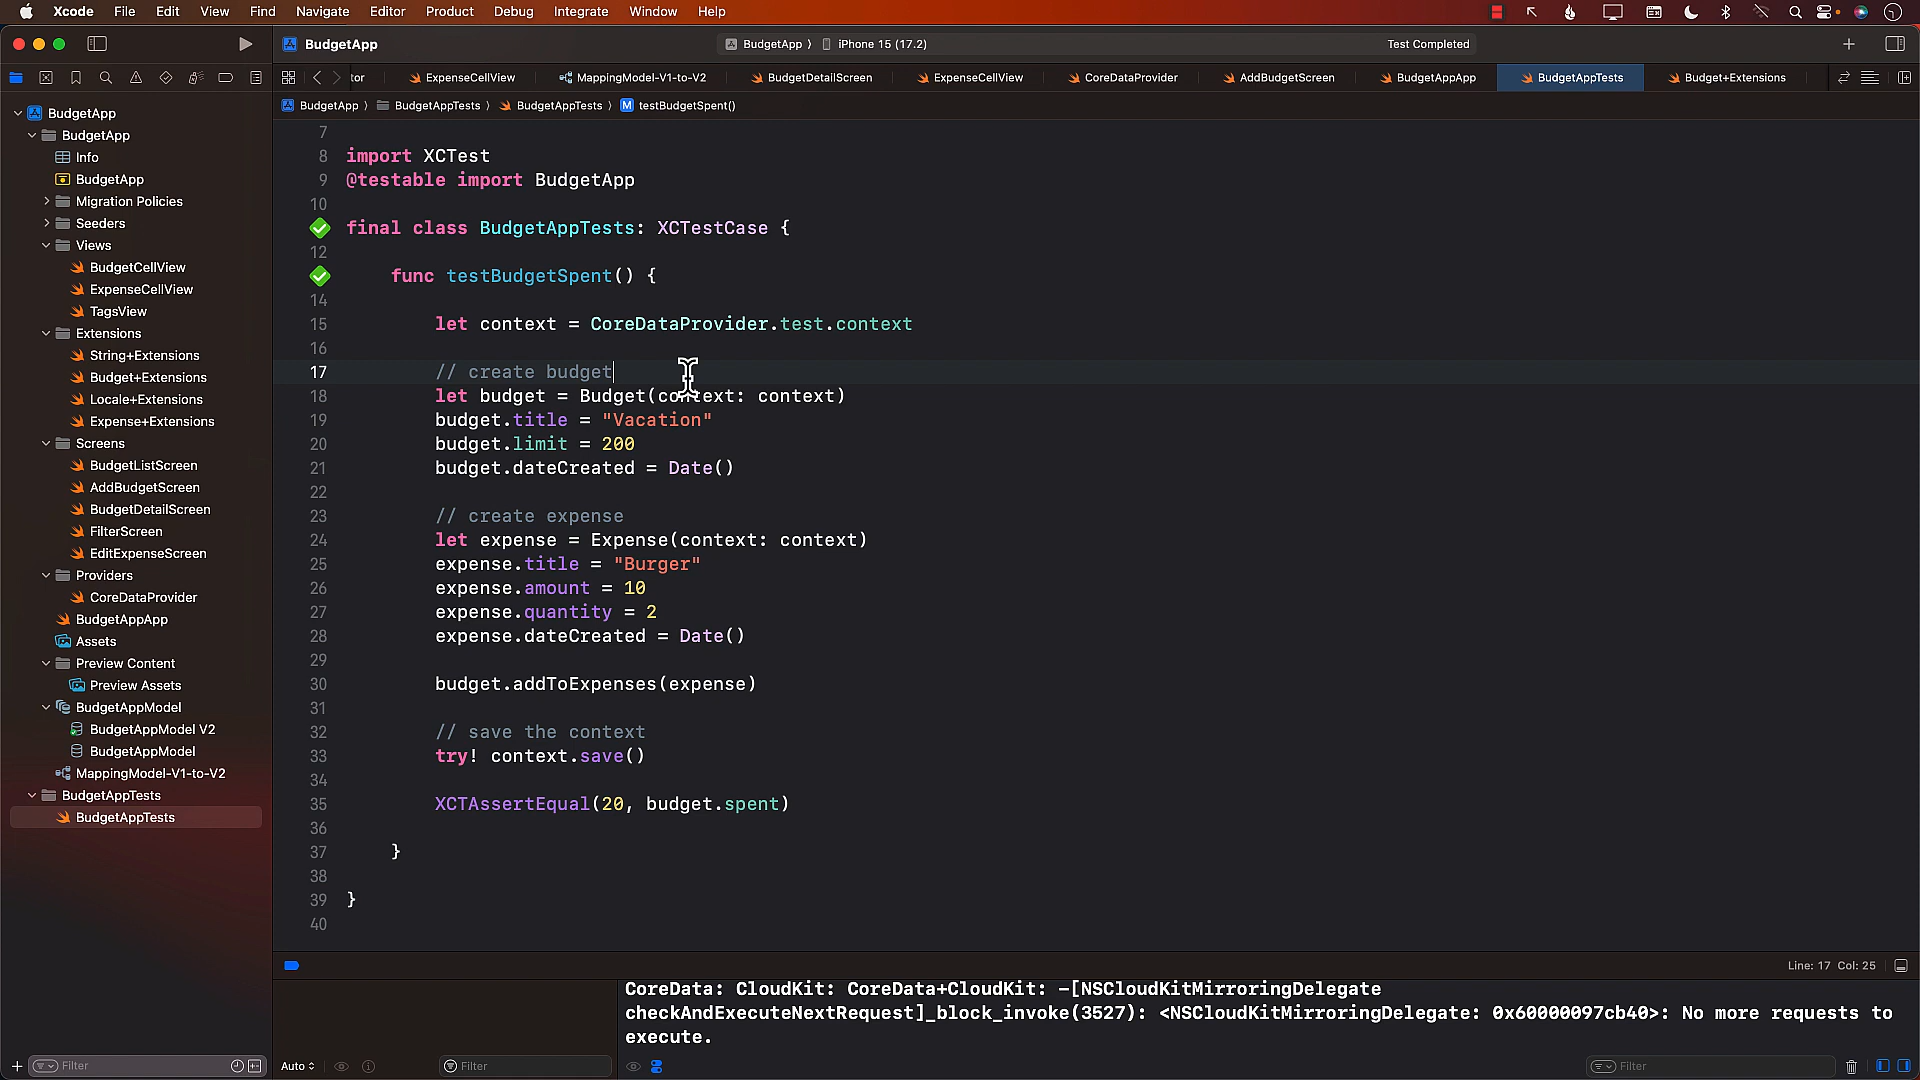 Xcode File Edit View Find Navigate Editor Product Debug Integrate Window Help
BudgetApp
BudgetApp ⟩ iPhone 15 (17.2)
Test Completed
tor ExpenseCellView MappingModel-V1-to-V2 BudgetDetailScreen ExpenseCellView CoreDataProvider AddBudgetScreen BudgetAppApp BudgetAppTests Budget+Extensions
BudgetApp ⟩ BudgetAppTests ⟩ BudgetAppTests ⟩ M testBudgetSpent()
BudgetApp
BudgetApp
Info
BudgetApp
Migration Policies
Seeders
Views
BudgetCellView
ExpenseCellView
TagsView
Extensions
String+Extensions
Budget+Extensions
Locale+Extensions
Expense+Extensions
Screens
BudgetListScreen
AddBudgetScreen
BudgetDetailScreen
FilterScreen
EditExpenseScreen
Providers
CoreDataProvider
BudgetAppApp
Assets
Preview Content
Preview Assets
BudgetAppModel
BudgetAppModel V2
BudgetAppModel
MappingModel-V1-to-V2
BudgetAppTests
BudgetAppTests
Filter
7
8 import XCTest
9 @testable import BudgetApp
10
final class BudgetAppTests: XCTestCase {
12
func testBudgetSpent() {
14
15 let context = CoreDataProvider.test.context
16
17 // create budget
18 let budget = Budget(context: context)
19 budget.title = "Vacation"
20 budget.limit = 200
21 budget.dateCreated = Date()
22
23 // create expense
24 let expense = Expense(context: context)
25 expense.title = "Burger"
26 expense.amount = 10
27 expense.quantity = 2
28 expense.dateCreated = Date()
29
30 budget.addToExpenses(expense)
31
32 // save the context
33 try! context.save()
34
35 XCTAssertEqual(20, budget.spent)
36
37 }
38
39 }
40
Line: 17 Col: 25
CoreData: CloudKit: CoreData+CloudKit: -[NSCloudKitMirroringDelegate
checkAndExecuteNextRequest]_block_invoke(3527): <NSCloudKitMirroringDelegate: 0x60000097cb40>: No more requests to
execute.
Auto
Filter
Filter